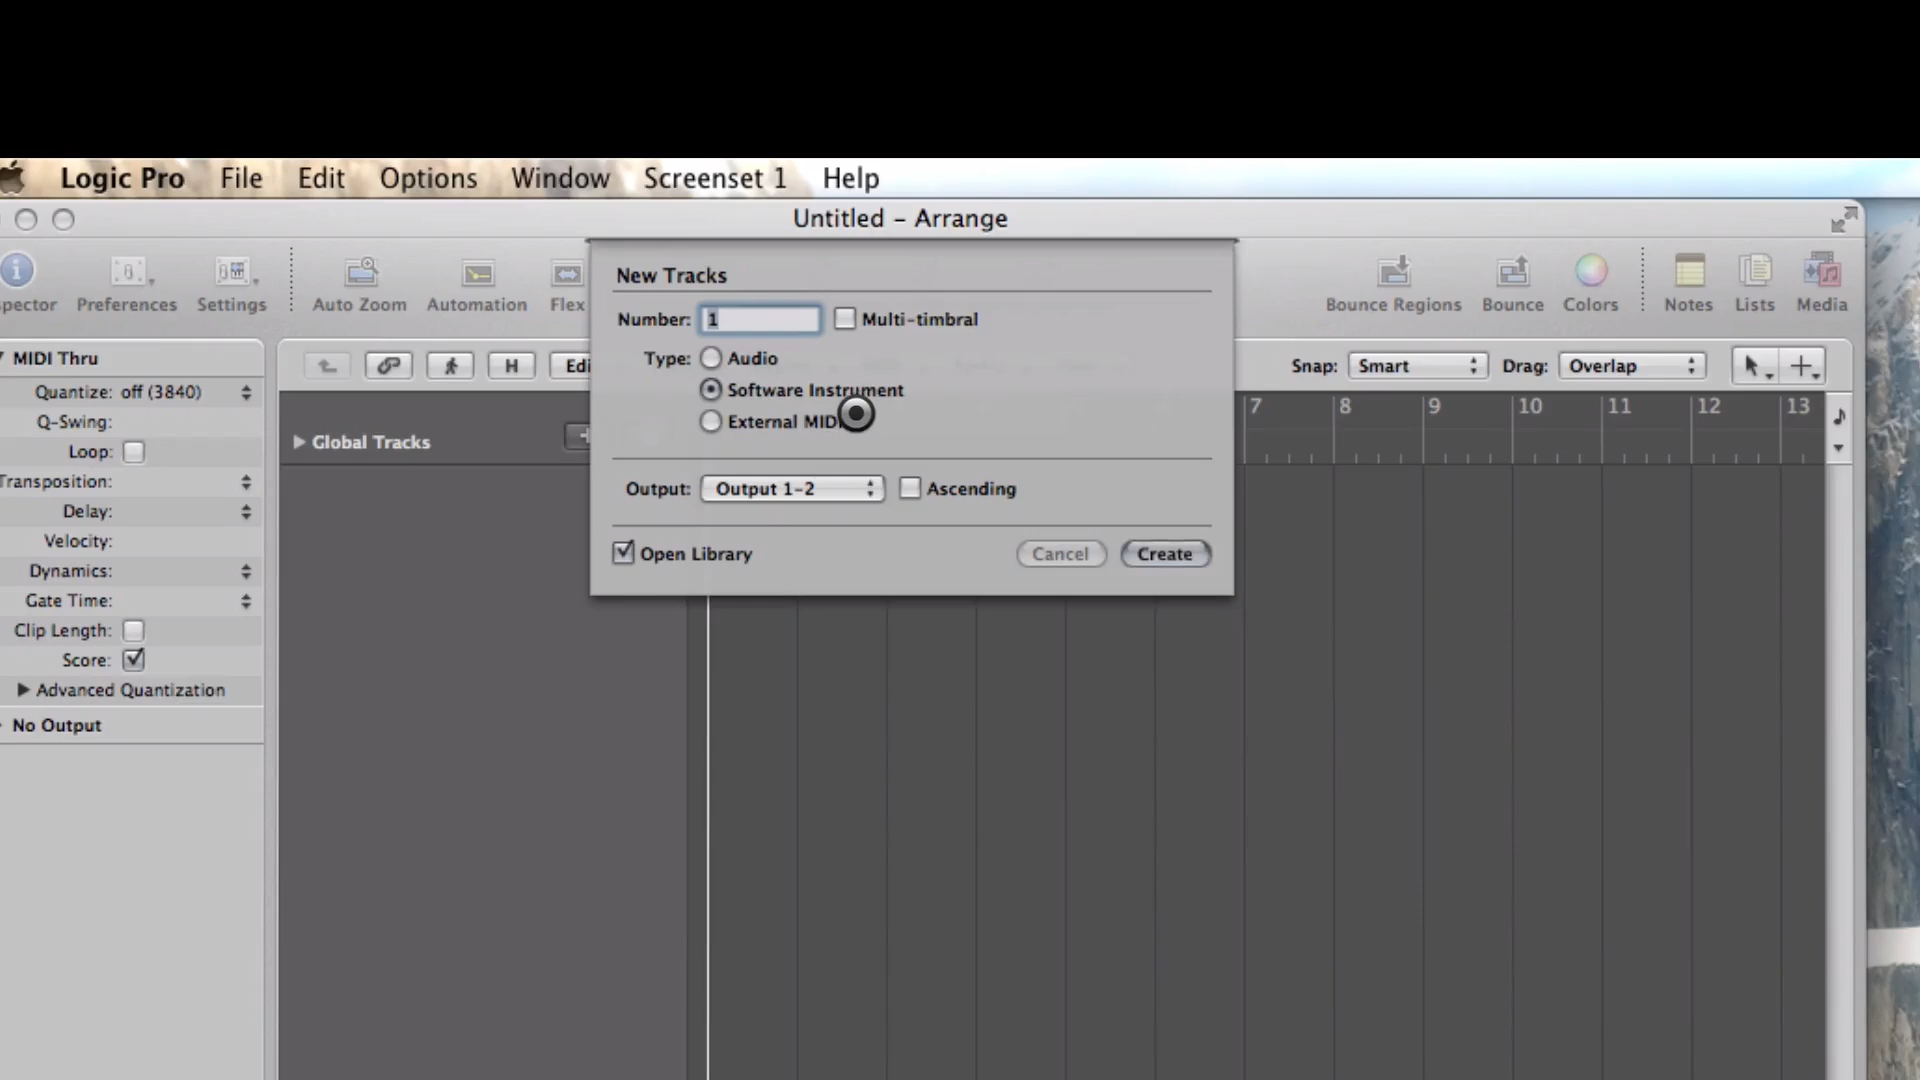 Logic Pro File Edit Options Window Screenset 1 Help
Untitled – Arrange
Preferences Settings Auto Zoom Automation Flex Bounce Regions Bounce Colors Notes Lists Media
New Tracks
Number: 1 Multi-timbral
Type: Audio
Software Instrument
External MIDI
Output: Output 1-2 Ascending
Open Library Cancel Create
MIDI Thru
Quantize: off (3840)
Q-Swing:
Loop:
Transposition:
Delay:
Velocity:
Dynamics:
Gate Time:
Clip Length:
Score:
Advanced Quantization
No Output
H
Snap: Smart Drag: Overlap
Global Tracks
7 8 9 10 11 12 13